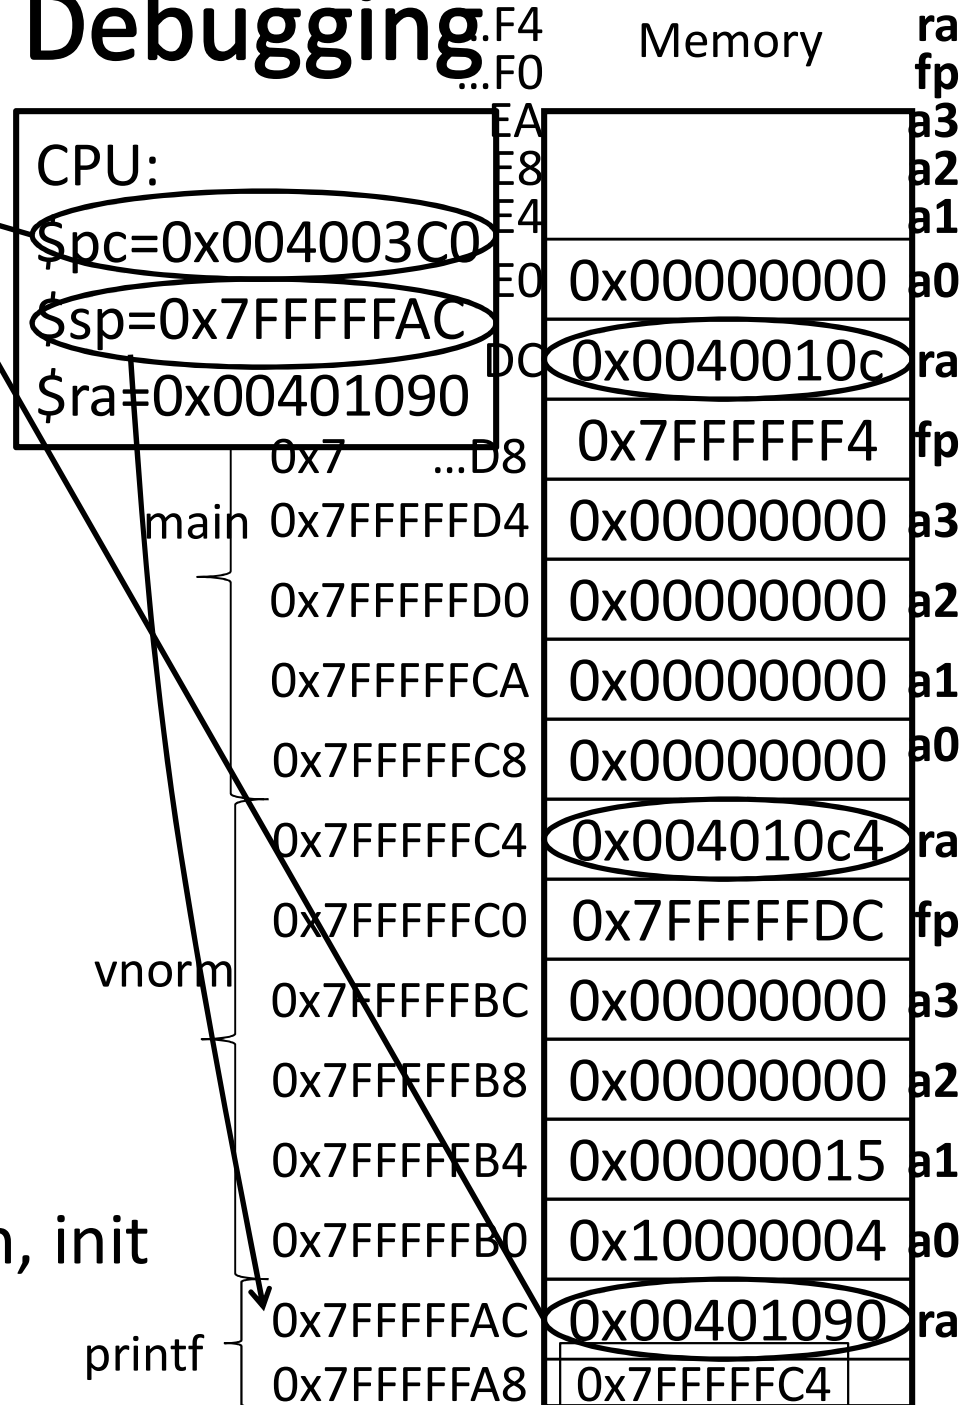 Debugging
...F4 Memory ra
...F0 fp
EA a3
CPU: E8 a2
$pc=0x004003C0 E4 a1
E0 0x00000000 a0
$sp=0x7FFFFFAC
DC 0x0040010c ra
$ra=0x00401090
0x7 ...D8 0x7FFFFFF4 fp
main 0x7FFFFFD4 0x00000000 a3
0x7FFFFFD0 0x00000000 a2
0x7FFFFFCA 0x00000000 a1
0x7FFFFFC8 0x00000000 a0
0x7FFFFFC4 0x004010c4 ra
0x7FFFFFC0 0x7FFFFFDC fp
vnorm 0x7FFFFFBC 0x00000000 a3
0x7FFFFFB8 0x00000000 a2
0x7FFFFFB4 0x00000015 a1
, init 0x7FFFFFB0 0x10000004 a0
0x7FFFFFAC 0x00401090 ra
printf
0x7FFFFFA8 0x7FFFFFC4